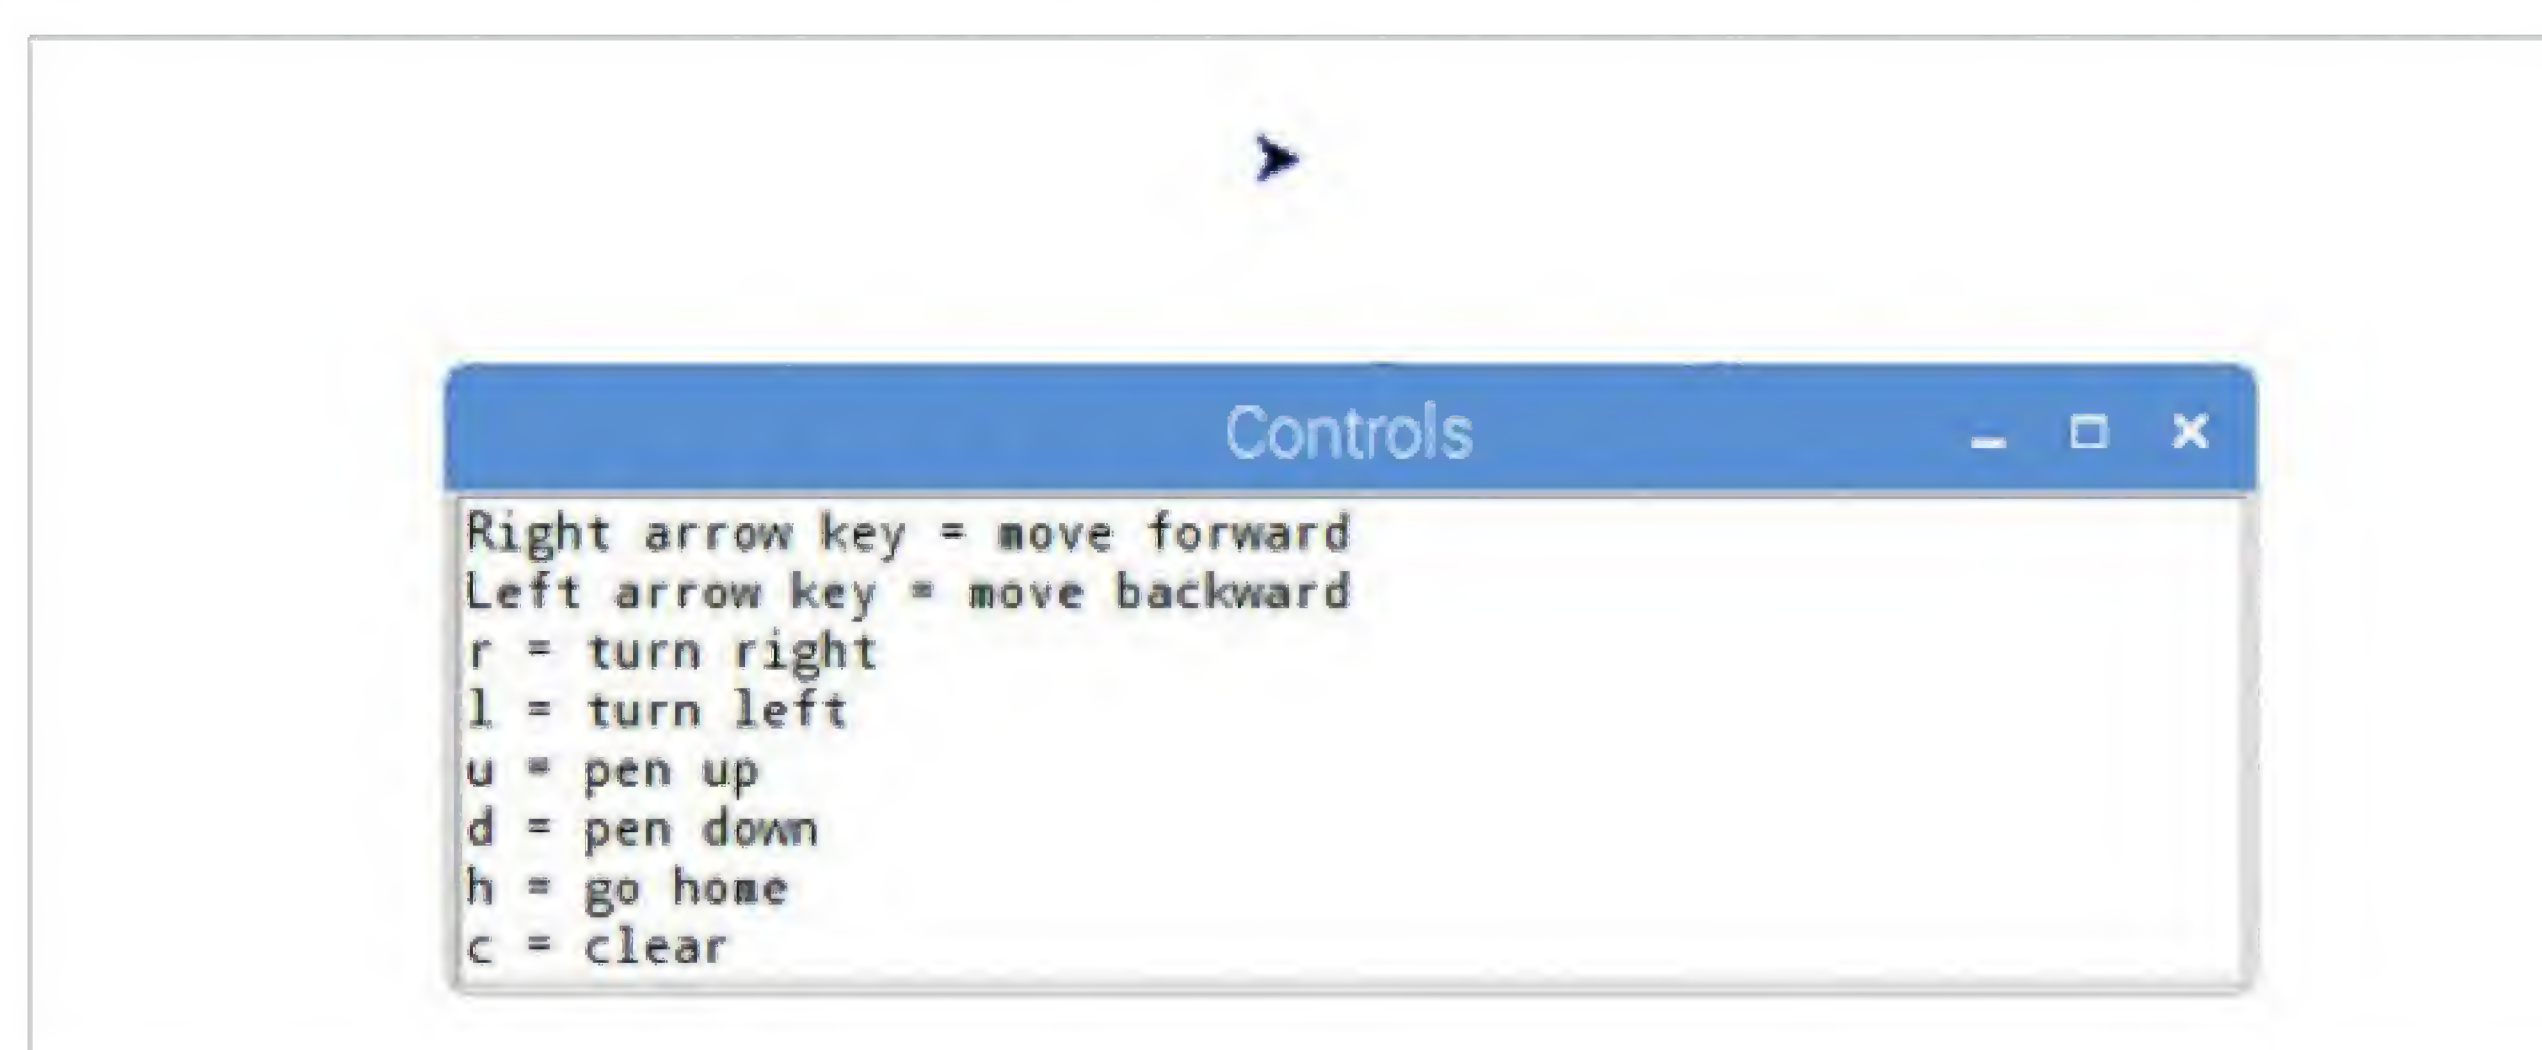 Controls
Right arrow key = move forward
Left arrow key = move backward
r = turn right
l = turn left
u = pen up
d = pen down
h = go home
c = clear